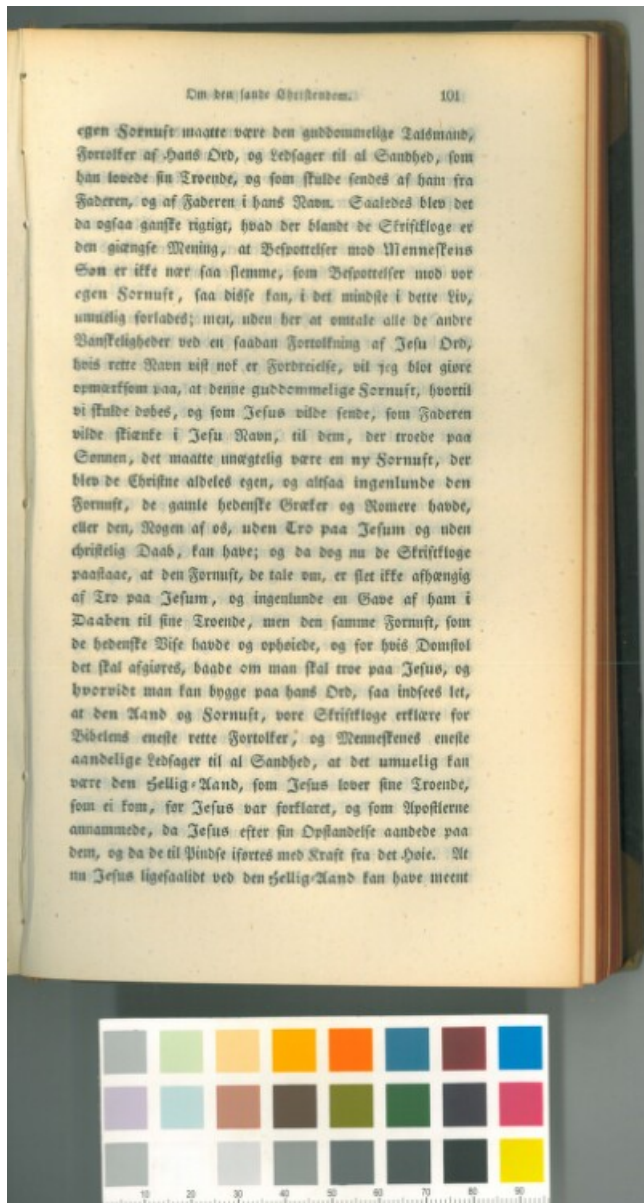 Om den sande Christendom. 101
egen Fornuft maatte være den guddommelige Talsmand,
Fortolker af Hans Ord, og Ledsager til al Sandhed, som
han lovede sin Troende, og som skulde sendes af ham fra
Faderen, og af Faderen i hans Navn. Saaledes blev det
da ogsaa ganske rigtigt, hvad der blandt de Skriftkloge er
den giængse Mening, at Bespottelser mod Menneskens
Søn er ikke nær saa slemme, som Bespottelser mod vor
egen Fornuft, saa disse kan, i det mindste i dette Liv,
umuelig forlades; men, uden her at omtale alle de andre
Vanskeligheder ved en saadan Fortolkning af Jesu Ord,
hvis rette Navn vist nok er Fordreielse, vil jeg blot giøre
opmærksom paa, at denne guddommelige Fornuft, hvortil
vi skulde døbes, og som Jesus vilde sende, som Faderen
vilde skiænke i Jesu Navn, til dem, der troede paa
Sønnen, det maatte unægtelig være en ny Fornuft, der
blev de Christne aldeles egen, og altsaa ingenlunde den
Fornuft, de gamle hedenske Græker og Romere havde,
eller den, Nogen af os, uden Tro paa Jesum og uden
christelig Daab, kan have; og da dog nu de Skriftkloge
paastaae, at den Fornuft, de tale om, er slet ikke afhængig
af Tro paa Jesum, og ingenlunde en Gave af ham i
Daaben til sine Troende, men den samme Fornuft, som
de hedenske Vise havde og ophøiede, og for hvis Domstol
det skal afgiøres, baade om man skal troe paa Jesus, og
hvorvidt man kan bygge paa hans Ord, saa indsees let,
at den Aand og Fornuft, vore Skriftkloge erklære for
Bibelens eneste rette Fortolker, og Menneskenes eneste
aandelige Ledsager til al Sandhed, at det umuelig kan
være den Hellig-Aand, som Jesus lover sine Troende,
som ei kom, før Jesus var forklaret, og som Apostlerne
annammede, da Jesus efter sin Opstandelse aandede paa
dem, og da de til Pindse iførtes med Kraft fra det Høie. At
nu Jesus ligesaalidt ved den Hellig-Aand kan have meent
10 20 30 40 50 60 70 80 90